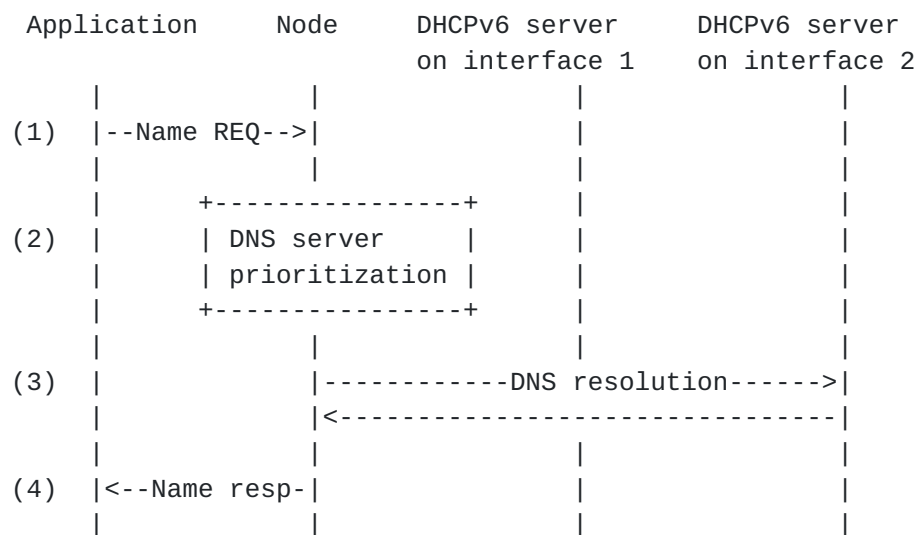 Application     Node     DHCPv6 server    DHCPv6 server
                         on interface 1    on interface 2
     |             |                |                |
(1)  |--Name REQ-->|                |                |
     |             |                |                |
     |      +----------------+      |                |
(2)  |      | DNS server     |      |                |
     |      | prioritization |      |                |
     |      +----------------+      |                |
     |             |                |                |
(3)  |             |------------DNS resolution------>|
     |             |<--------------------------------|
     |             |                |                |
(4)  |<--Name resp-|                |                |
     |             |                |                |